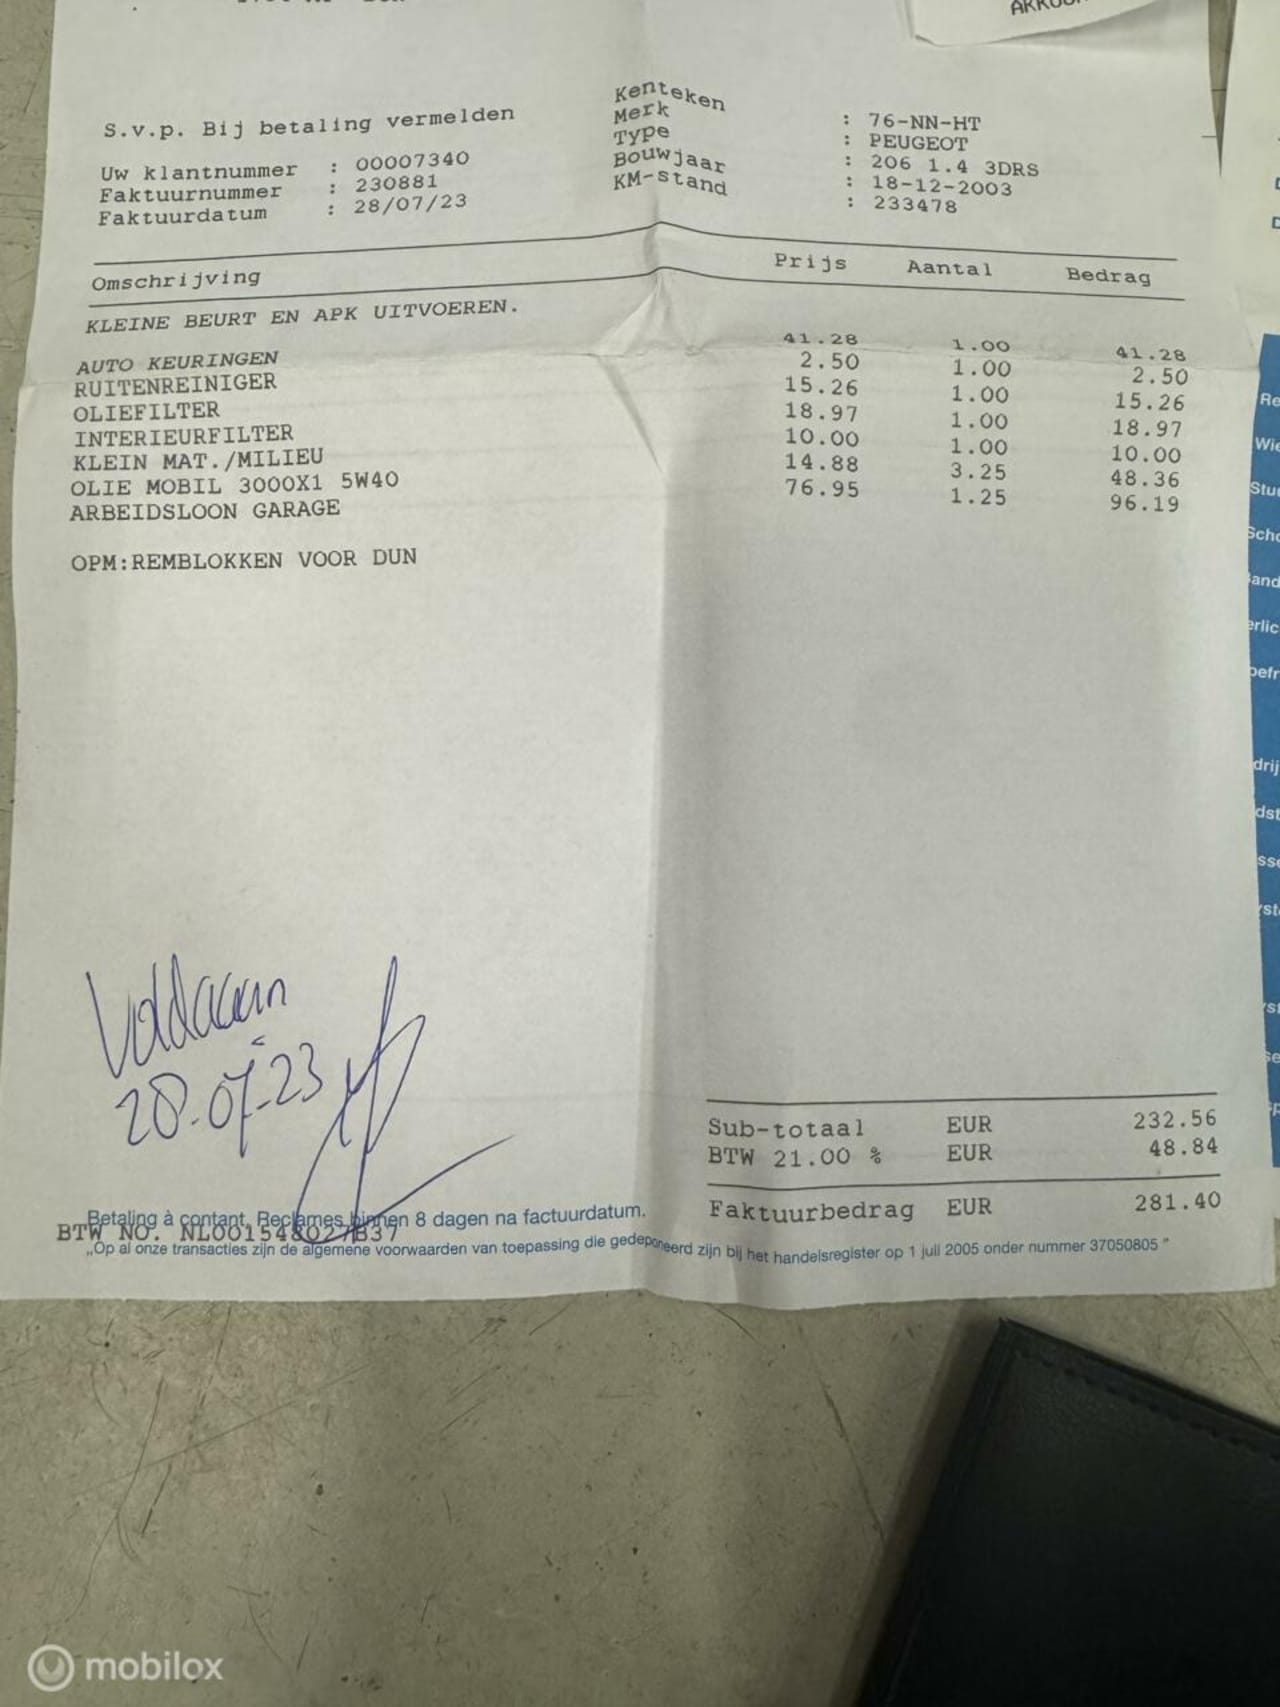 S.v.p. Bij betaling vermelden
Uw klantnummer : 00007340
Faktuurnummer : 230881
Faktuurdatum : 28/07/23
Kenteken : 76-NN-HT
Merk : PEUGEOT
Type : 206 1.4 3DRS
Bouwjaar : 18-12-2003
KM-stand : 233478
Omschrijving Prijs Aantal Bedrag
KLEINE BEURT EN APK UITVOEREN.
AUTO KEURINGEN 41.28 1.00 41.28
RUITENREINIGER 2.50 1.00 2.50
OLIEFILTER 15.26 1.00 15.26
INTERIEURFILTER 18.97 1.00 18.97
KLEIN MAT./MILIEU 10.00 1.00 10.00
OLIE MOBIL 3000X1 5W40 14.88 3.25 48.36
ARBEIDSLOON GARAGE 76.95 1.25 96.19
OPM:REMBLOKKEN VOOR DUN
Voldaan
28-07-23
Sub-totaal EUR 232.56
BTW 21.00 % EUR 48.84
Faktuurbedrag EUR 281.40
Betaling à contant, Reclames binnen 8 dagen na factuurdatum.
BTW NO. NL001548027B37
„Op al onze transacties zijn de algemene voorwaarden van toepassing die gedeponeerd zijn bij het handelsregister op 1 juli 2005 onder nummer 37050805 "
mobilox